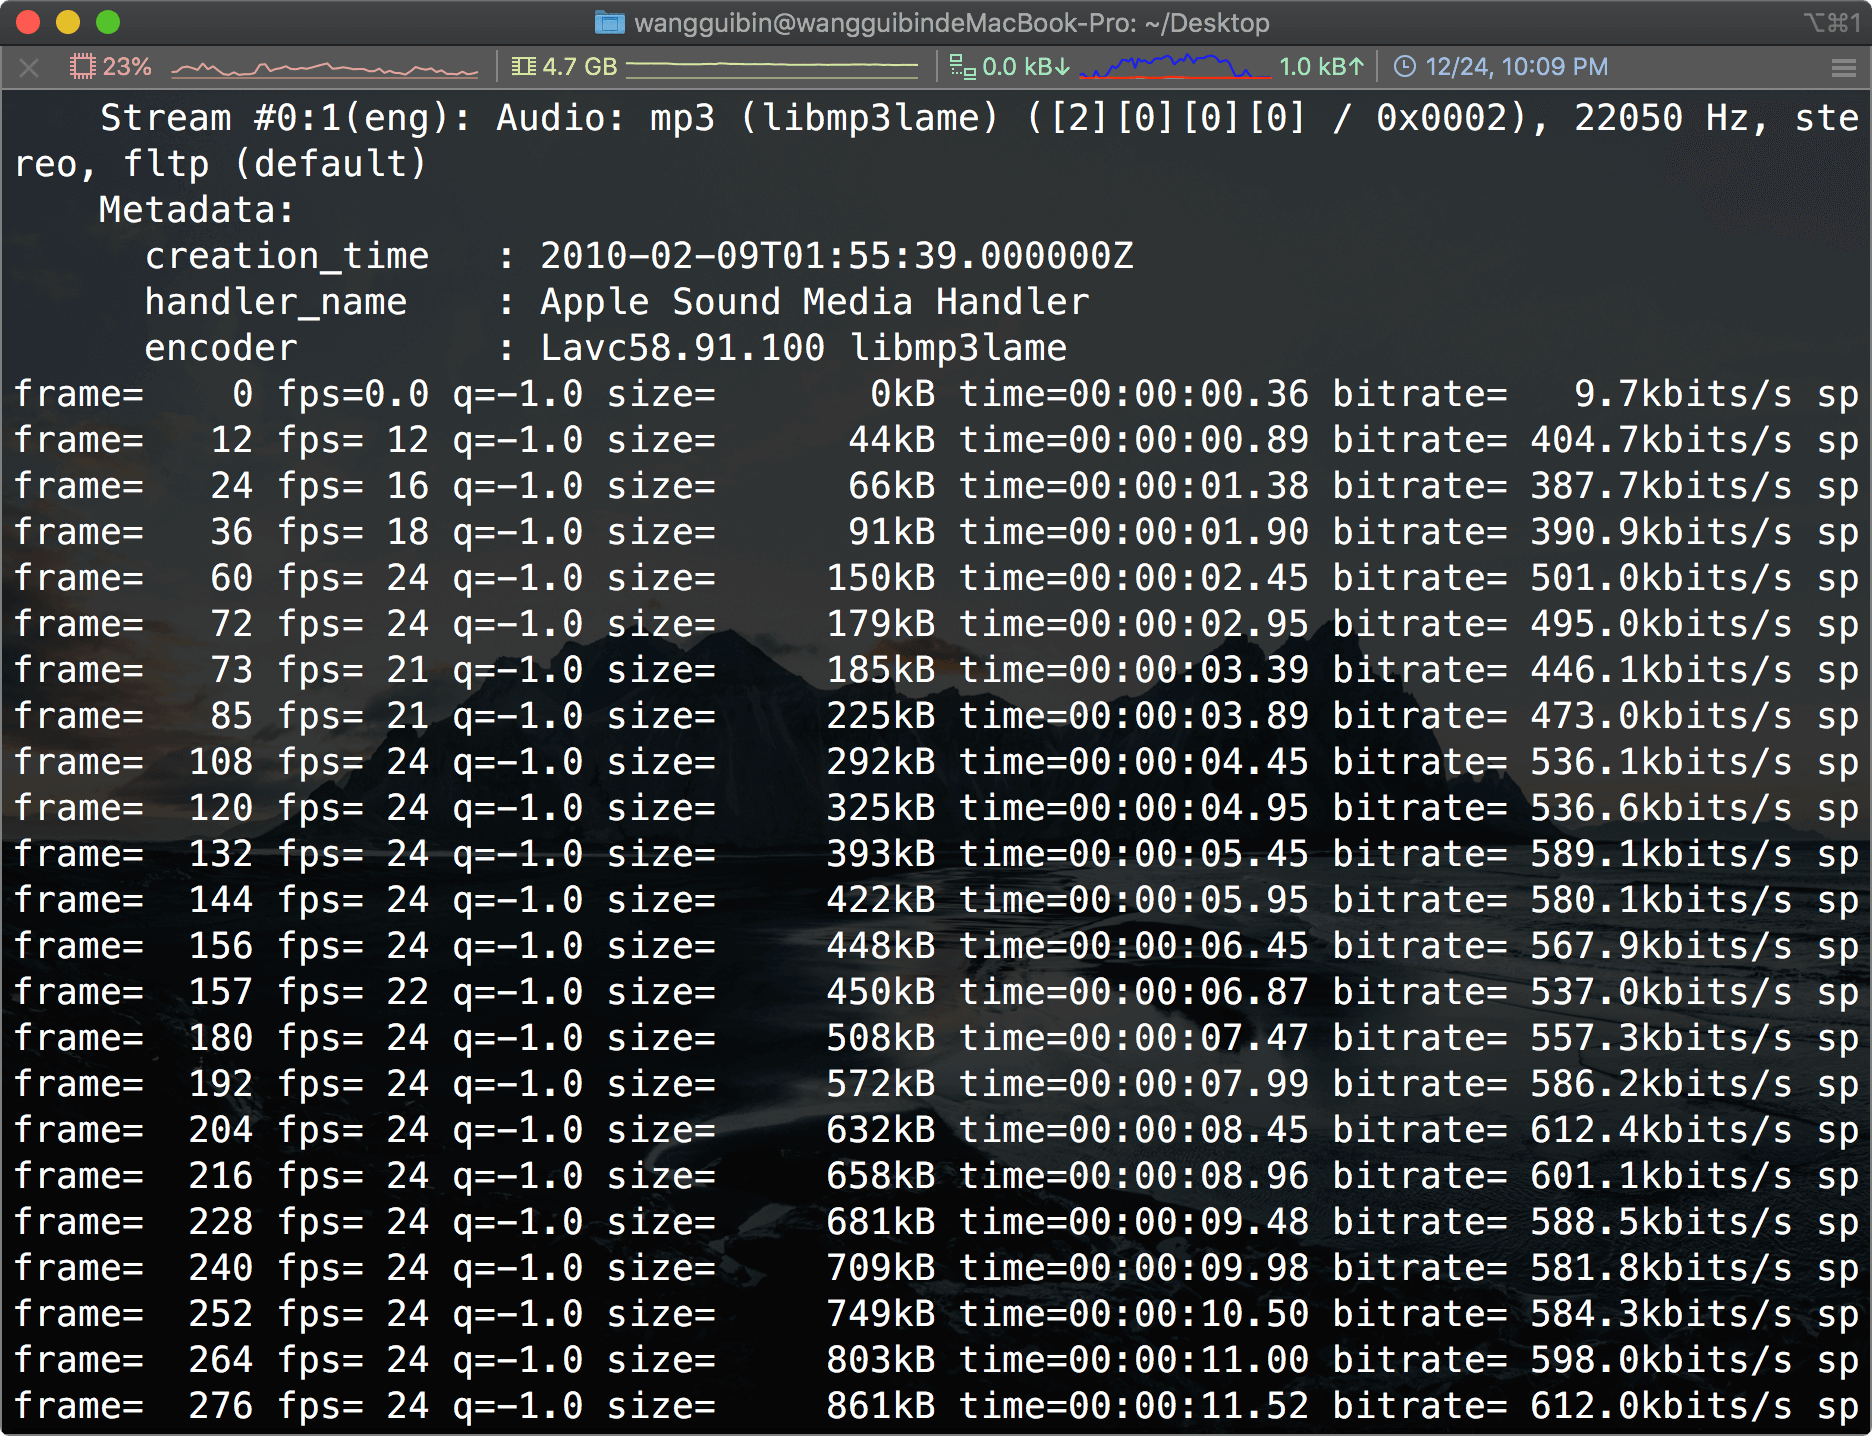 wangguibin@wangguibindeMacBook-Pro: ~/Desktop ⌥⌘1
23% 4.7 GB 0.0 kB↓ 1.0 kB↑ 12/24, 10:09 PM
    Stream #0:1(eng): Audio: mp3 (libmp3lame) ([2][0][0][0] / 0x0002), 22050 Hz, ste
reo, fltp (default)
    Metadata:
      creation_time   : 2010-02-09T01:55:39.000000Z
      handler_name    : Apple Sound Media Handler
      encoder         : Lavc58.91.100 libmp3lame
frame=    0 fps=0.0 q=-1.0 size=       0kB time=00:00:00.36 bitrate=   9.7kbits/s sp
frame=   12 fps= 12 q=-1.0 size=      44kB time=00:00:00.89 bitrate= 404.7kbits/s sp
frame=   24 fps= 16 q=-1.0 size=      66kB time=00:00:01.38 bitrate= 387.7kbits/s sp
frame=   36 fps= 18 q=-1.0 size=      91kB time=00:00:01.90 bitrate= 390.9kbits/s sp
frame=   60 fps= 24 q=-1.0 size=     150kB time=00:00:02.45 bitrate= 501.0kbits/s sp
frame=   72 fps= 24 q=-1.0 size=     179kB time=00:00:02.95 bitrate= 495.0kbits/s sp
frame=   73 fps= 21 q=-1.0 size=     185kB time=00:00:03.39 bitrate= 446.1kbits/s sp
frame=   85 fps= 21 q=-1.0 size=     225kB time=00:00:03.89 bitrate= 473.0kbits/s sp
frame=  108 fps= 24 q=-1.0 size=     292kB time=00:00:04.45 bitrate= 536.1kbits/s sp
frame=  120 fps= 24 q=-1.0 size=     325kB time=00:00:04.95 bitrate= 536.6kbits/s sp
frame=  132 fps= 24 q=-1.0 size=     393kB time=00:00:05.45 bitrate= 589.1kbits/s sp
frame=  144 fps= 24 q=-1.0 size=     422kB time=00:00:05.95 bitrate= 580.1kbits/s sp
frame=  156 fps= 24 q=-1.0 size=     448kB time=00:00:06.45 bitrate= 567.9kbits/s sp
frame=  157 fps= 22 q=-1.0 size=     450kB time=00:00:06.87 bitrate= 537.0kbits/s sp
frame=  180 fps= 24 q=-1.0 size=     508kB time=00:00:07.47 bitrate= 557.3kbits/s sp
frame=  192 fps= 24 q=-1.0 size=     572kB time=00:00:07.99 bitrate= 586.2kbits/s sp
frame=  204 fps= 24 q=-1.0 size=     632kB time=00:00:08.45 bitrate= 612.4kbits/s sp
frame=  216 fps= 24 q=-1.0 size=     658kB time=00:00:08.96 bitrate= 601.1kbits/s sp
frame=  228 fps= 24 q=-1.0 size=     681kB time=00:00:09.48 bitrate= 588.5kbits/s sp
frame=  240 fps= 24 q=-1.0 size=     709kB time=00:00:09.98 bitrate= 581.8kbits/s sp
frame=  252 fps= 24 q=-1.0 size=     749kB time=00:00:10.50 bitrate= 584.3kbits/s sp
frame=  264 fps= 24 q=-1.0 size=     803kB time=00:00:11.00 bitrate= 598.0kbits/s sp
frame=  276 fps= 24 q=-1.0 size=     861kB time=00:00:11.52 bitrate= 612.0kbits/s sp